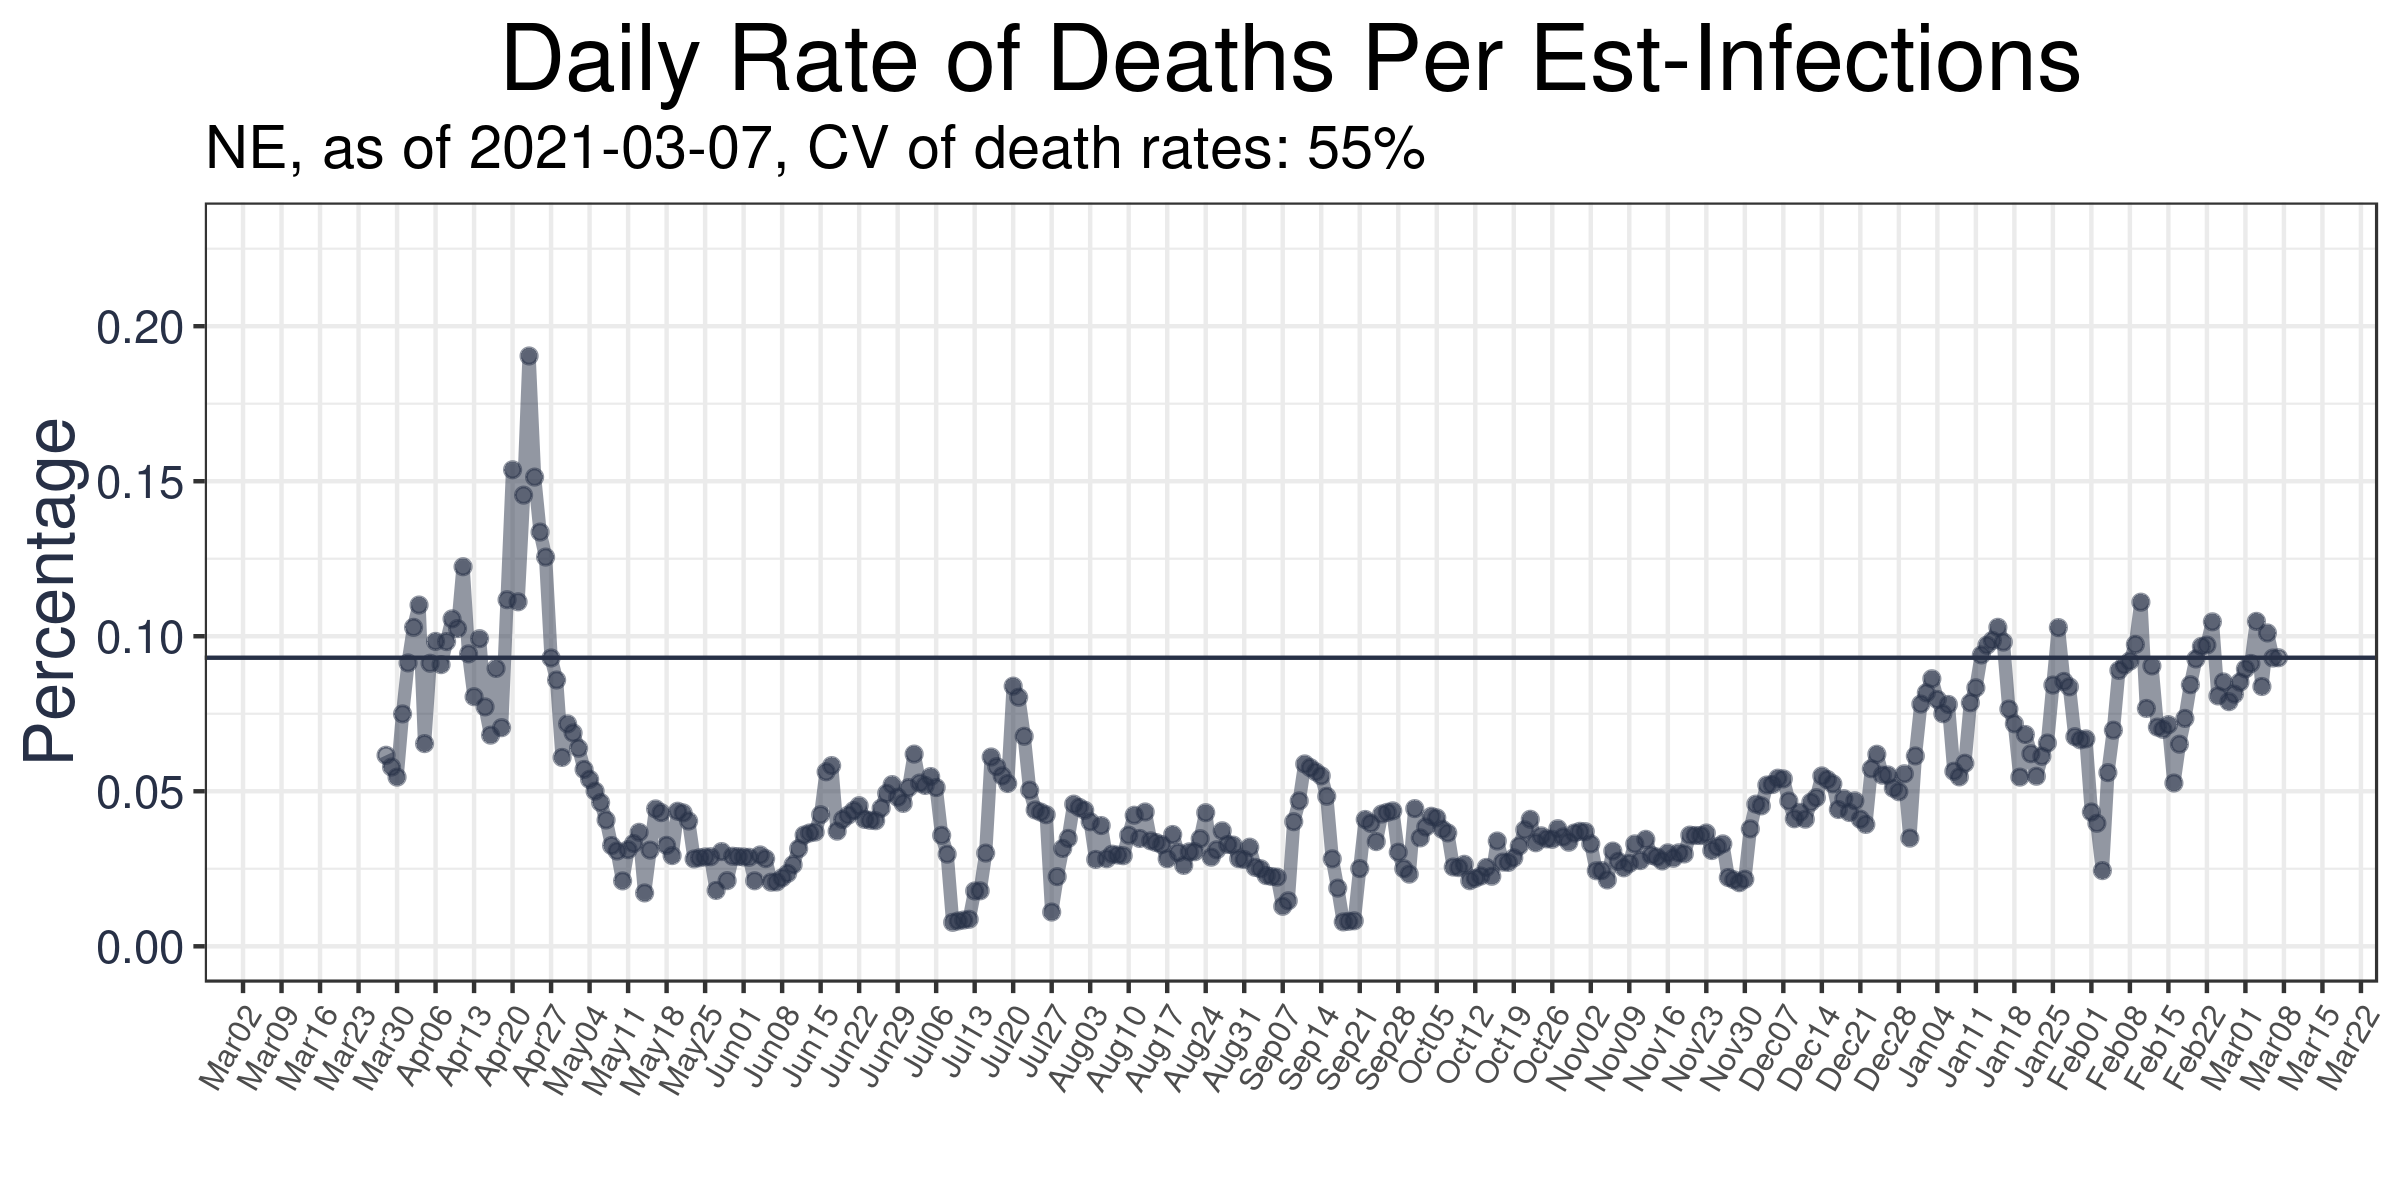 Daily Rate of Deaths Per Est-Infections
NE, as of 2021-03-07, CV of death rates: 55%
Percentage
0.20
0.15
0.10
0.05
0.00
Mar02
Mar09
Mar16
Mar23
Mar30
Apr06
Apr13
Apr20
Apr27
May04
May11
May18
May25
Jun01
Jun08
Jun15
Jun22
Jun29
Jul06
Jul13
Jul20
Jul27
Aug03
Aug10
Aug17
Aug24
Aug31
Sep07
Sep14
Sep21
Sep28
Oct05
Oct12
Oct19
Oct26
Nov02
Nov09
Nov16
Nov23
Nov30
Dec07
Dec14
Dec21
Dec28
Jan04
Jan11
Jan18
Jan25
Feb01
Feb08
Feb15
Feb22
Mar01
Mar08
Mar15
Mar22